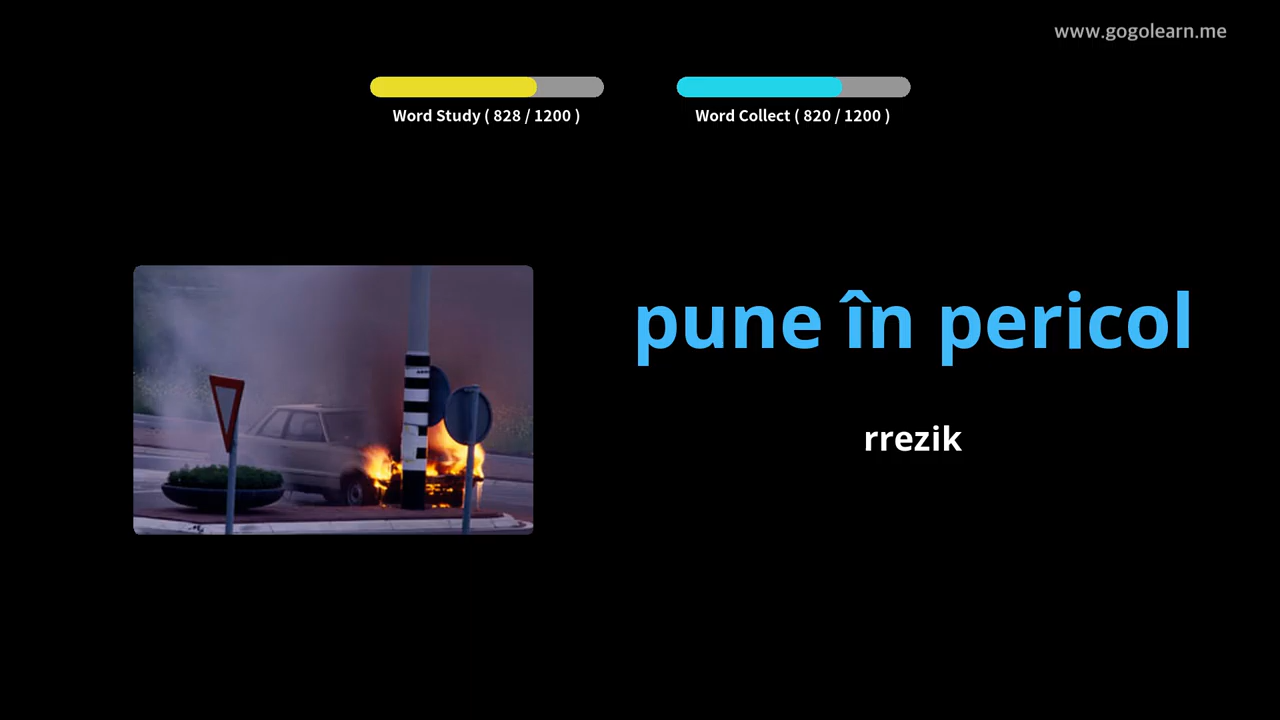 www.gogolearn.me
Word Study ( 828 / 1200 )
Word Collect ( 820 / 1200 )
pune în pericol
rrezik